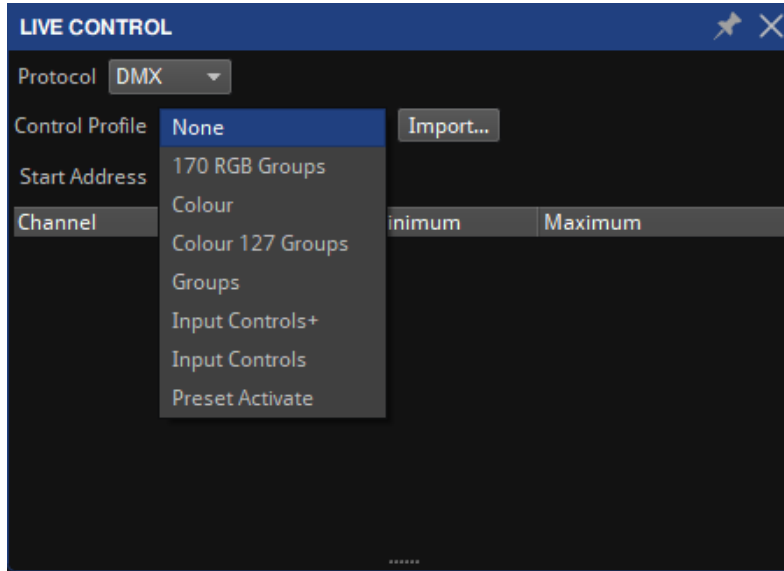 LIVE CONTROL
Protocol DMX
Control Profile None Import...
170 RGB Groups
Start Address
Colour
Channel inimum Maximum
Colour 127 Groups
Groups
Input Controls+
Input Controls
Preset Activate